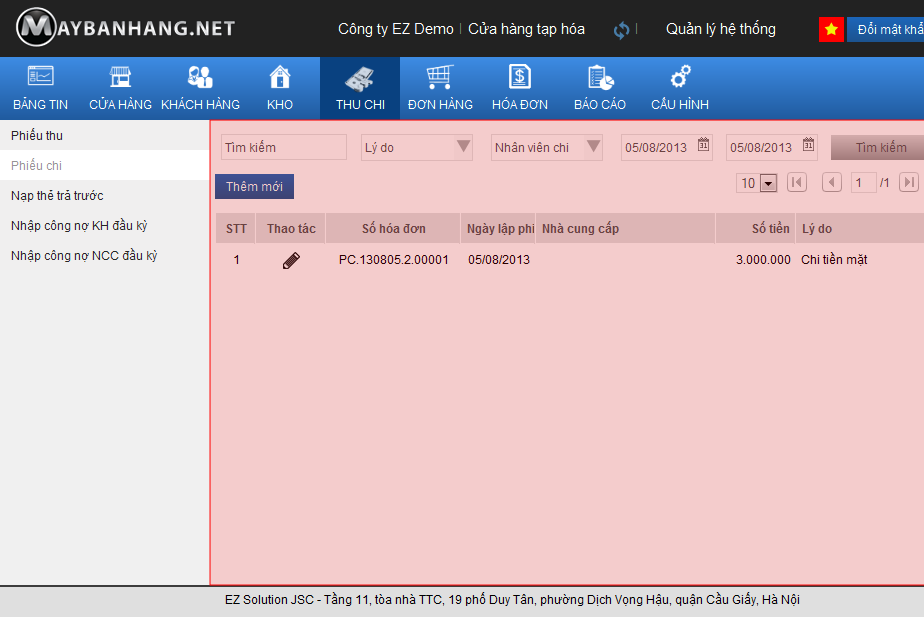 MAYBANHANG.NET
Công ty EZ Demo | Cửa hàng tạp hóa | Quản lý hệ thống Đổi mật khẩ
BẢNG TIN CỬA HÀNG KHÁCH HÀNG KHO THU CHI ĐƠN HÀNG HÓA ĐƠN BÁO CÁO CẤU HÌNH
Phiếu thu
Phiếu chi
Nạp thẻ trả trước
Nhập công nợ KH đầu kỳ
Nhập công nợ NCC đầu kỳ
Tìm kiếm Lý do Nhân viên chi 05/08/2013 05/08/2013 Tìm kiếm
Thêm mới 10 1 /1
STT Thao tác Số hóa đơn Ngày lập phi Nhà cung cấp Số tiền Lý do
1 PC.130805.2.00001 05/08/2013 3.000.000 Chi tiền mặt
EZ Solution JSC - Tầng 11, tòa nhà TTC, 19 phố Duy Tân, phường Dịch Vọng Hậu, quận Cầu Giấy, Hà Nội